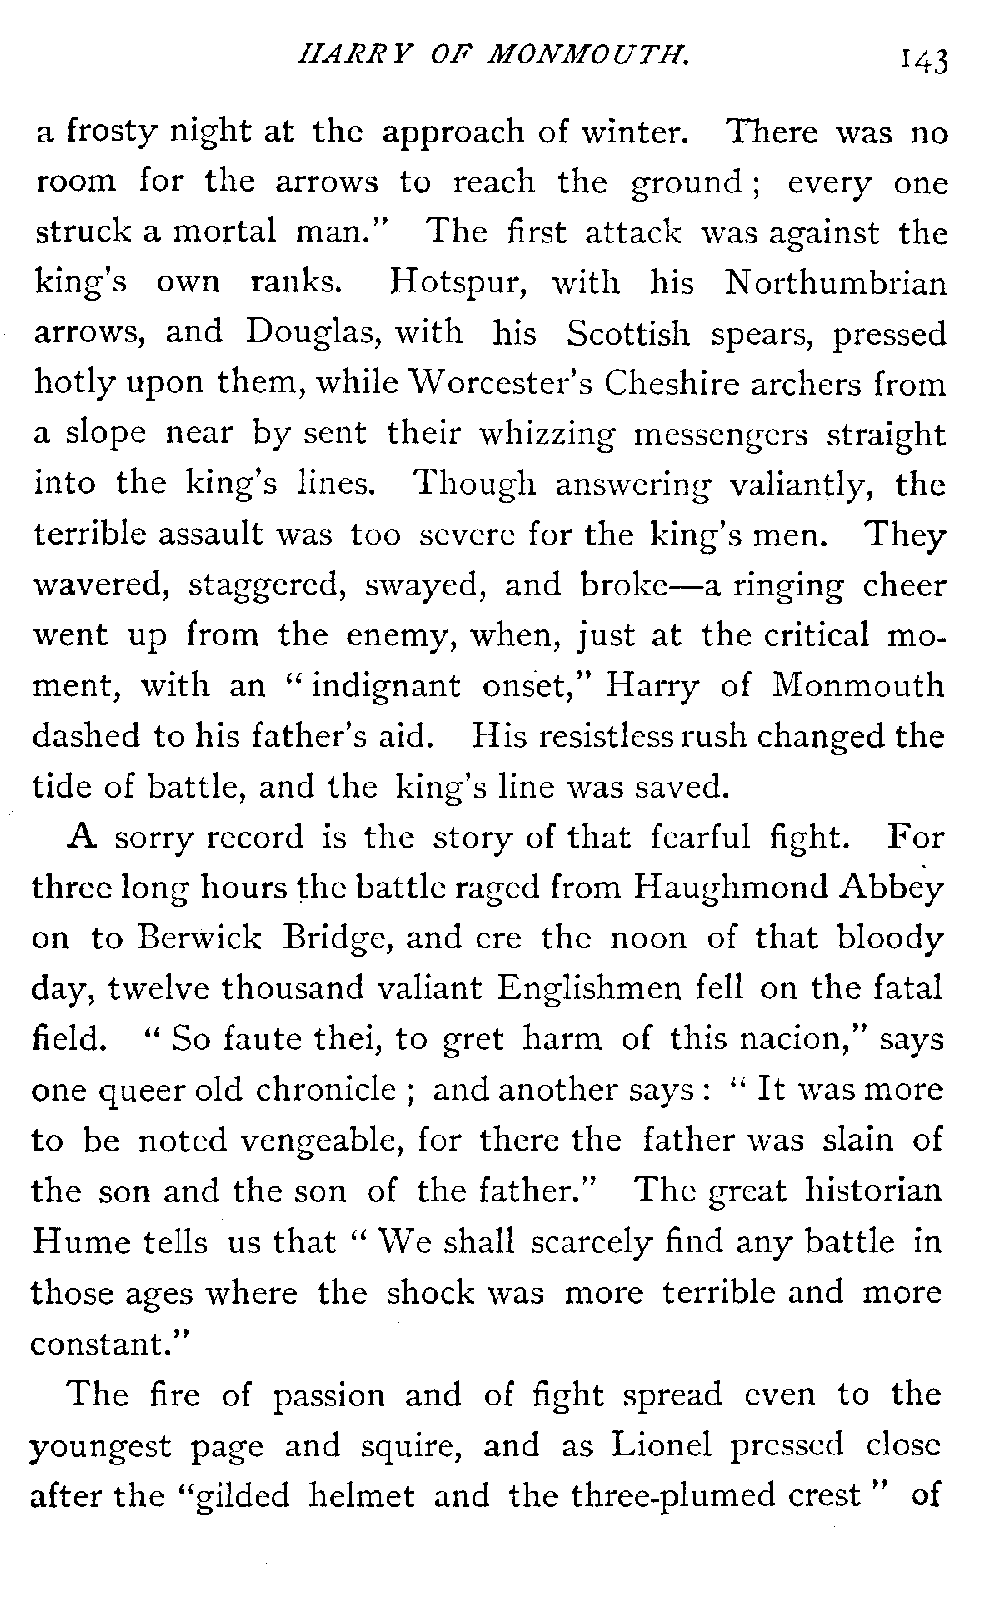 HARRY OF MONMOUTH. 143
a frosty night at the approach of winter. There was no
room for the arrows to reach the ground ; every one
struck a mortal man." The first attack was against the
king's own ranks. Hotspur, with his Northumbrian
arrows, and Douglas, with his Scottish spears, pressed
hotly upon them, while Worcester's Cheshire archers from
a slope near by sent their whizzing messengers straight
into the king's lines. Though answering valiantly, the
terrible assault was too severe for the king's men. They
wavered, staggered, swayed, and broke—a ringing cheer
went up from the enemy, when, just at the critical mo-
ment, with an " indignant onset," Harry of Monmouth
dashed to his father's aid. His resistless rush changed the
tide of battle, and the king's line was saved.
A sorry record is the story of that fearful fight. For
three long hours the battle raged from Haughmond Abbey
on to Berwick Bridge, and ere the noon of that bloody
day, twelve thousand valiant Englishmen fell on the fatal
field. " So faute thei, to gret harm of this nacion," says
one queer old chronicle ; and another says : " It was more
to be noted vengeable, for there the father was slain of
the son and the son of the father." The great historian
Hume tells us that " We shall scarcely find any battle in
those ages where the shock was more terrible and more
constant."
The fire of passion and of fight spread even to the
youngest page and squire, and as Lionel pressed close
after the "gilded helmet and the three-plumed crest " of